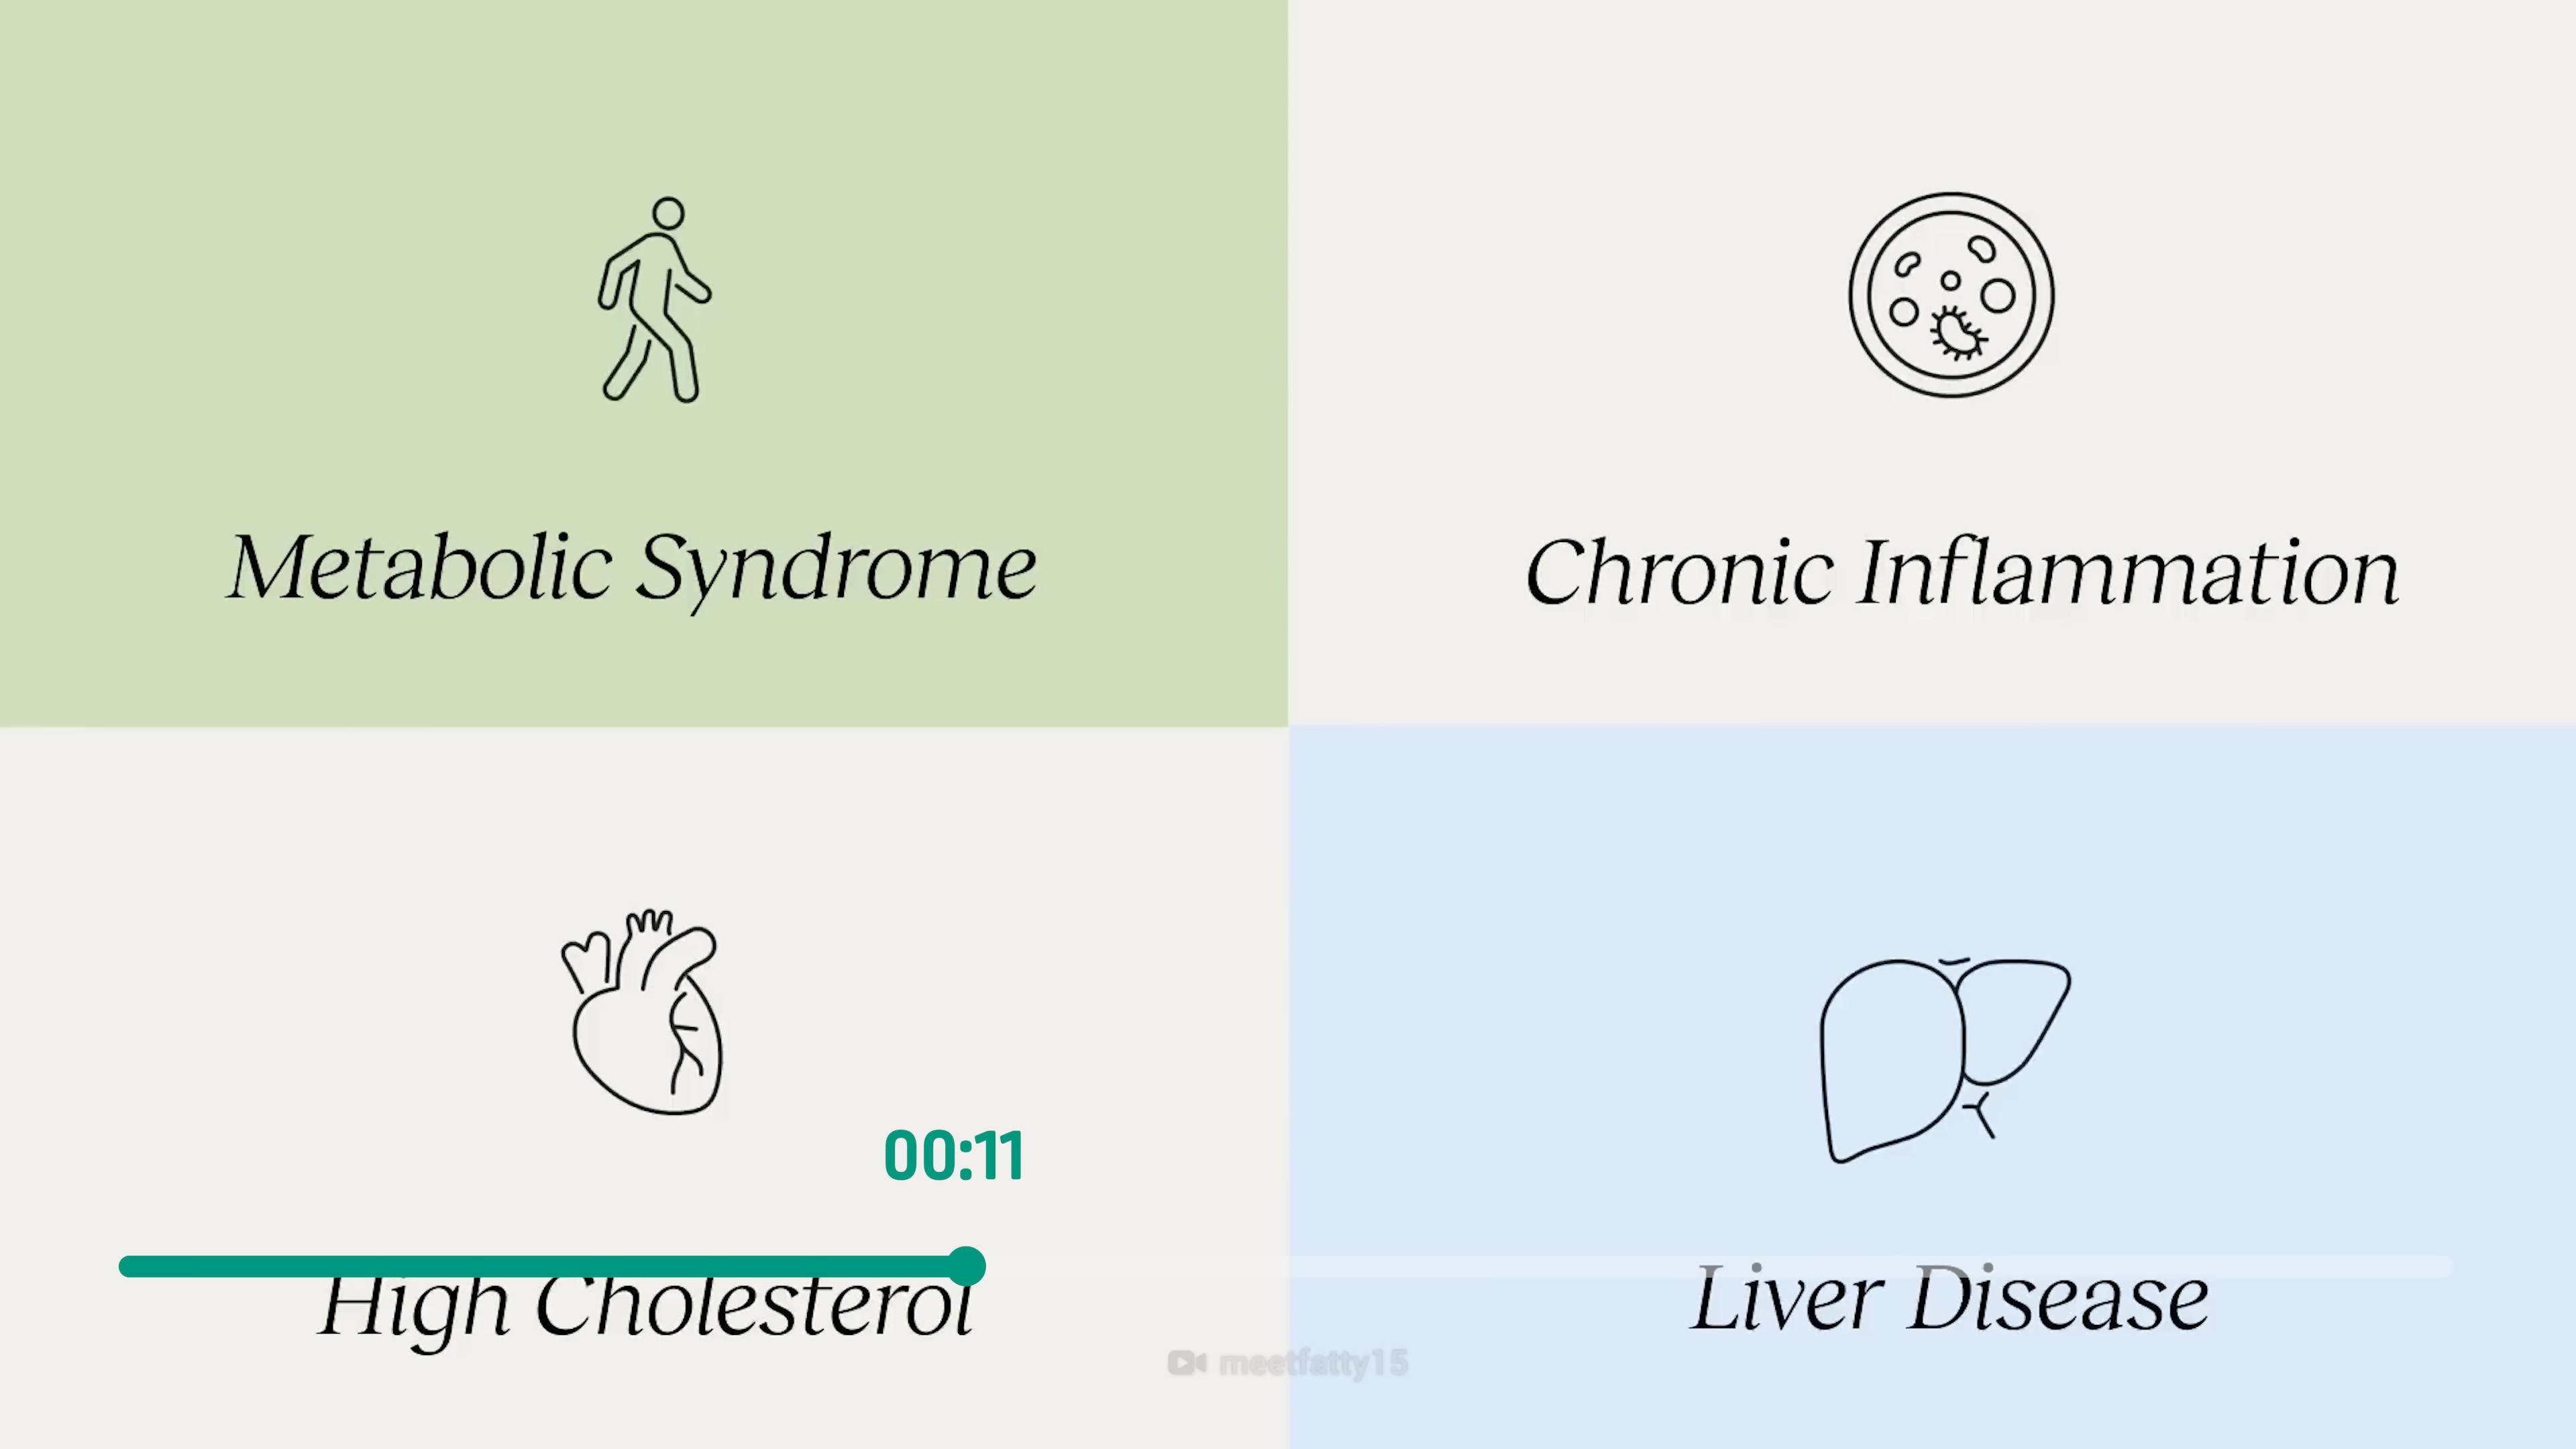 Metabolic Syndrome
Chronic Inflammation
00:11
High Cholesterol
Liver Disease
meetfatty15